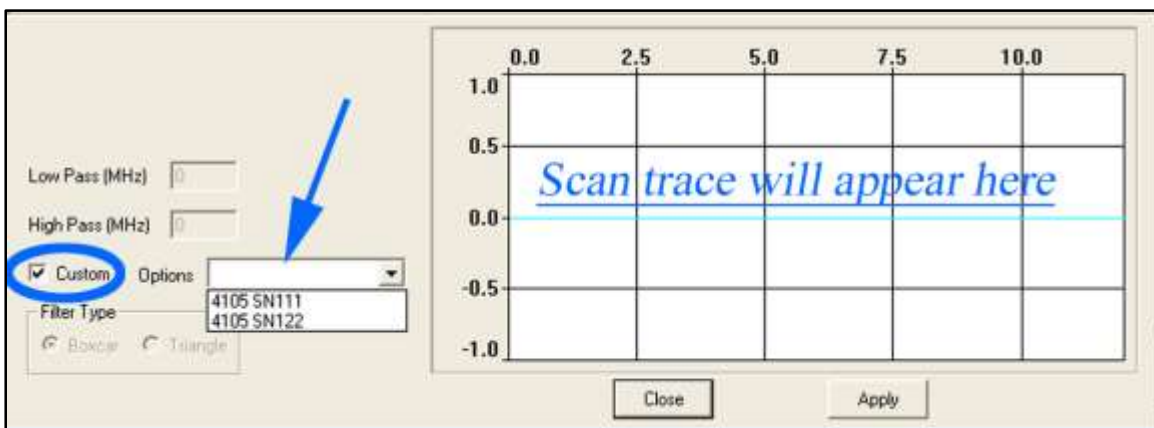 0.0 2.5 5.0 7.5 10.0
1.0
0.5
Scan trace will appear here
0.0
-0.5
-1.0
Low Pass (MHz) 0
High Pass (MHz) 0
Custom Options
4105 SN111
4105 SN122
Filter Type
Boxcar Triangle
Close Apply